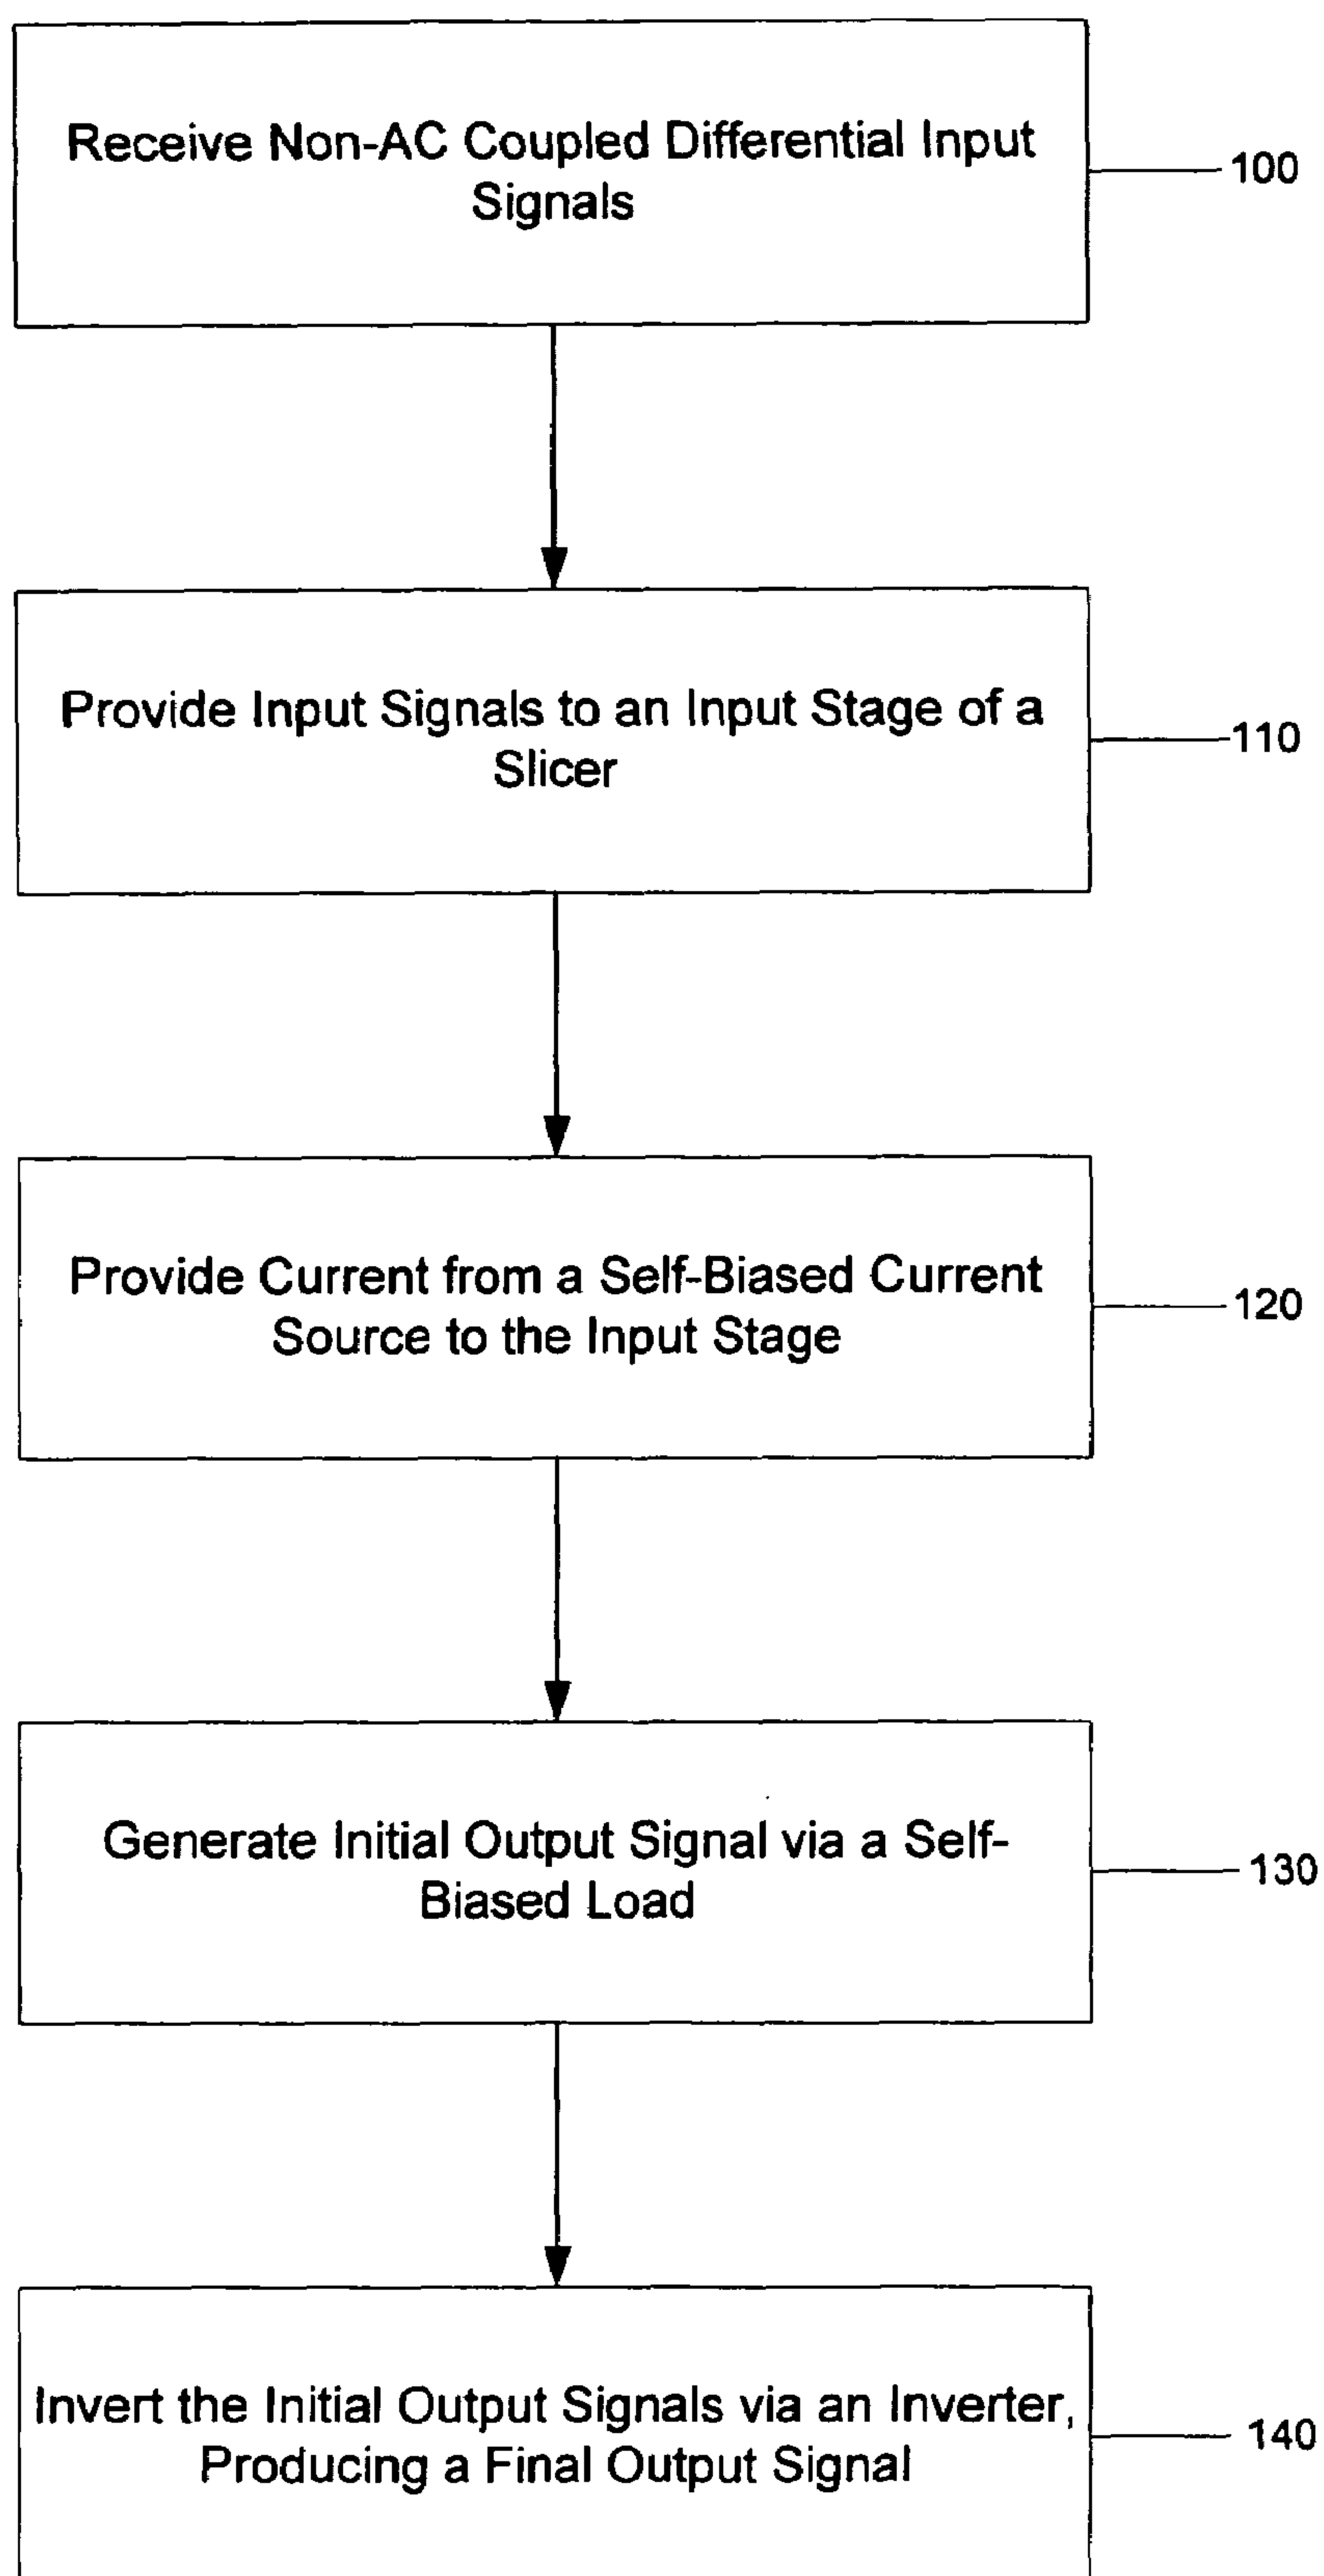 Receive Non-AC Coupled Differential Input
Signals
100
Provide Input Signals to an Input Stage of a
Slicer
110
Provide Current from a Self-Biased Current
Source to the Input Stage
120
Generate Initial Output Signal via a Self-
Biased Load
130
Invert the Initial Output Signals via an Inverter,
Producing a Final Output Signal
140